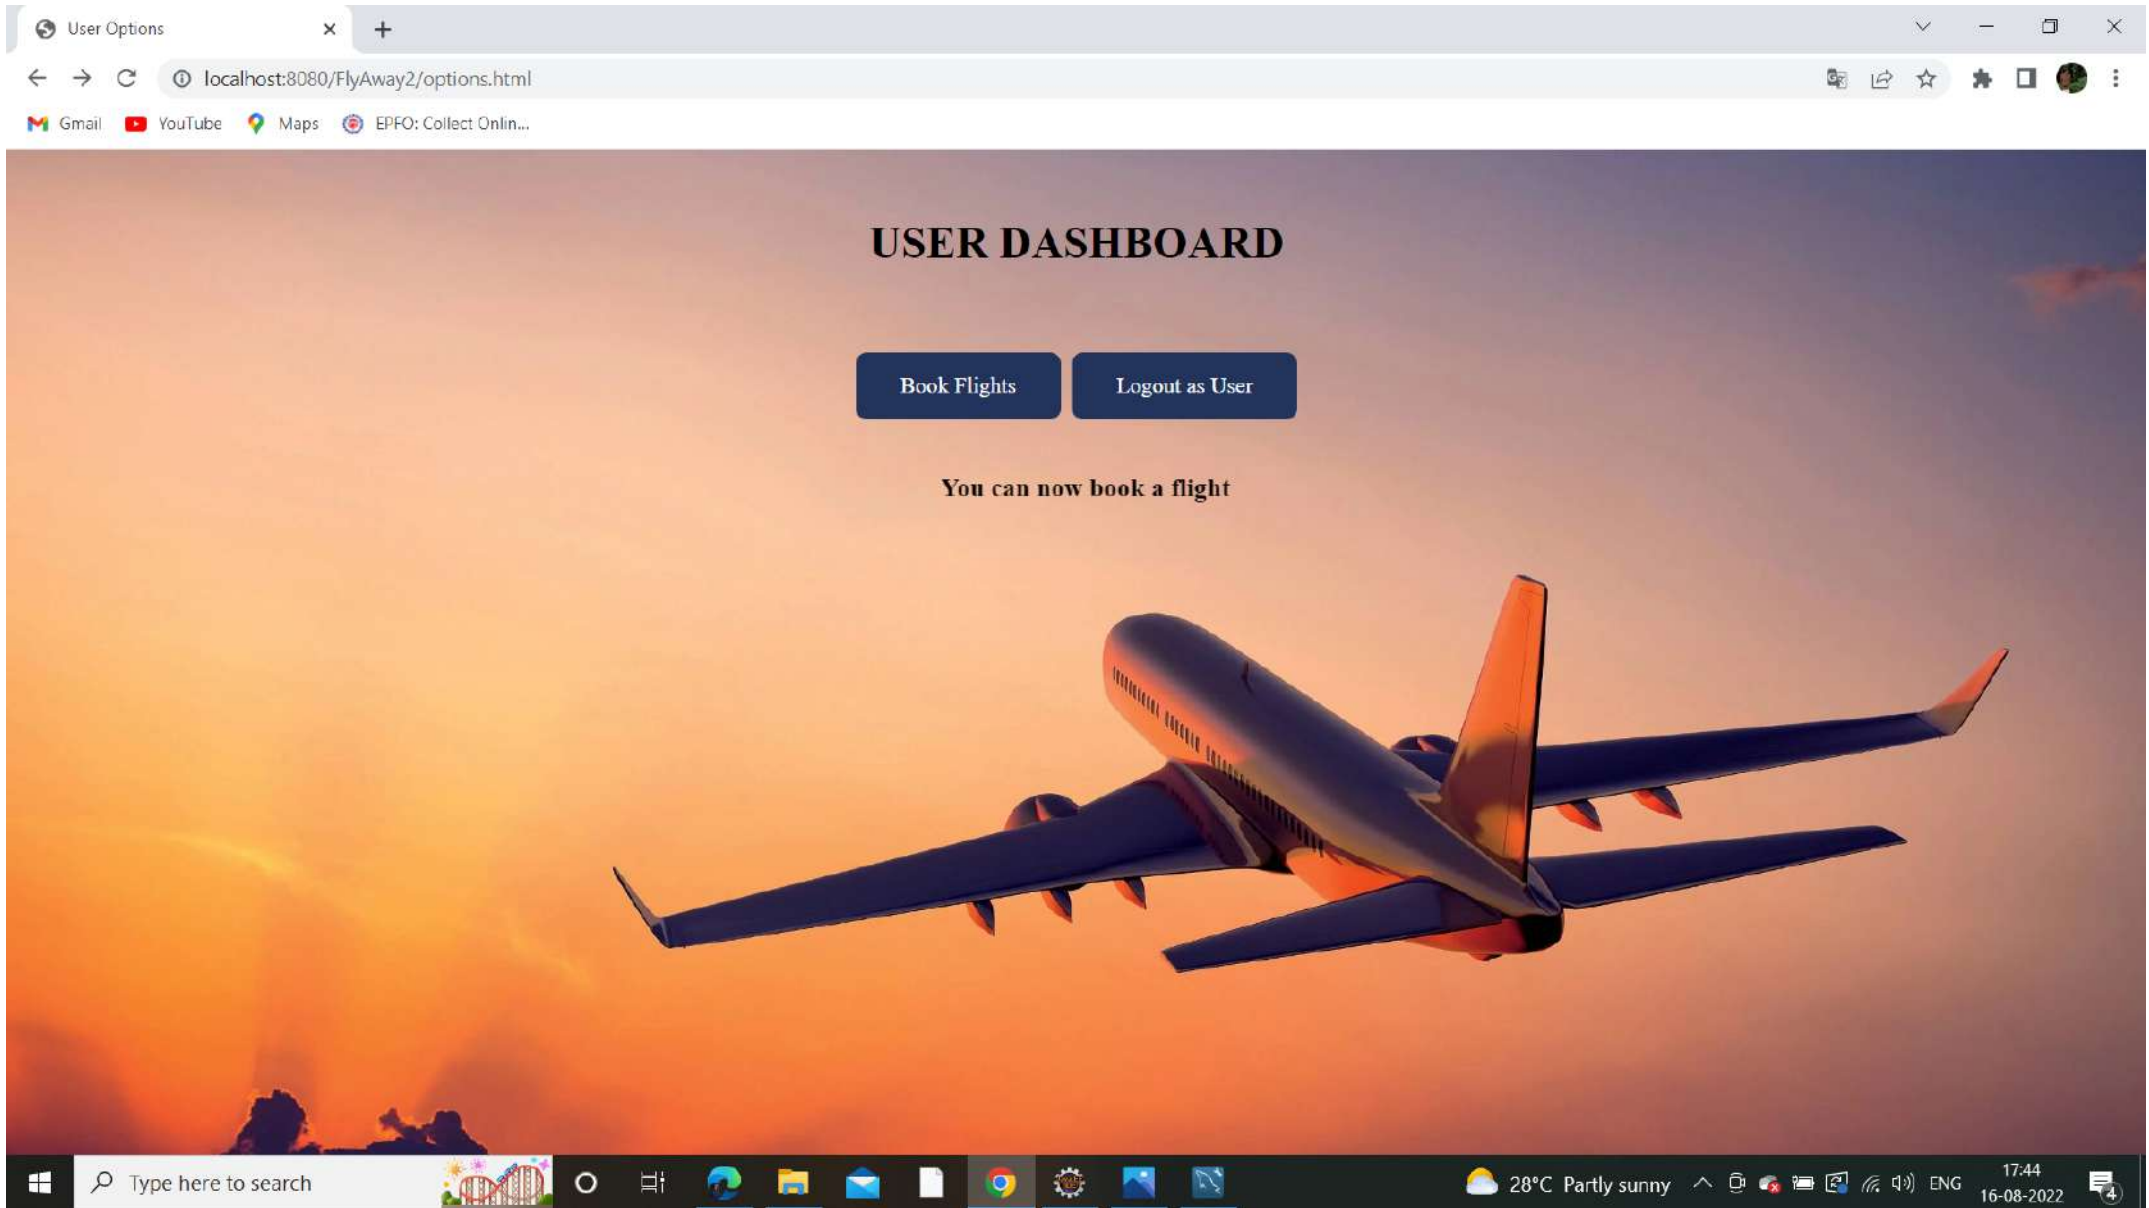 User Options
localhost:8080/FlyAway2/options.html
Gmail YouTube Maps EPFO: Collect Onlin...
USER DASHBOARD
Book Flights Logout as User
You can now book a flight
Type here to search 28°C Partly sunny ENG 17:44
16-08-2022 4